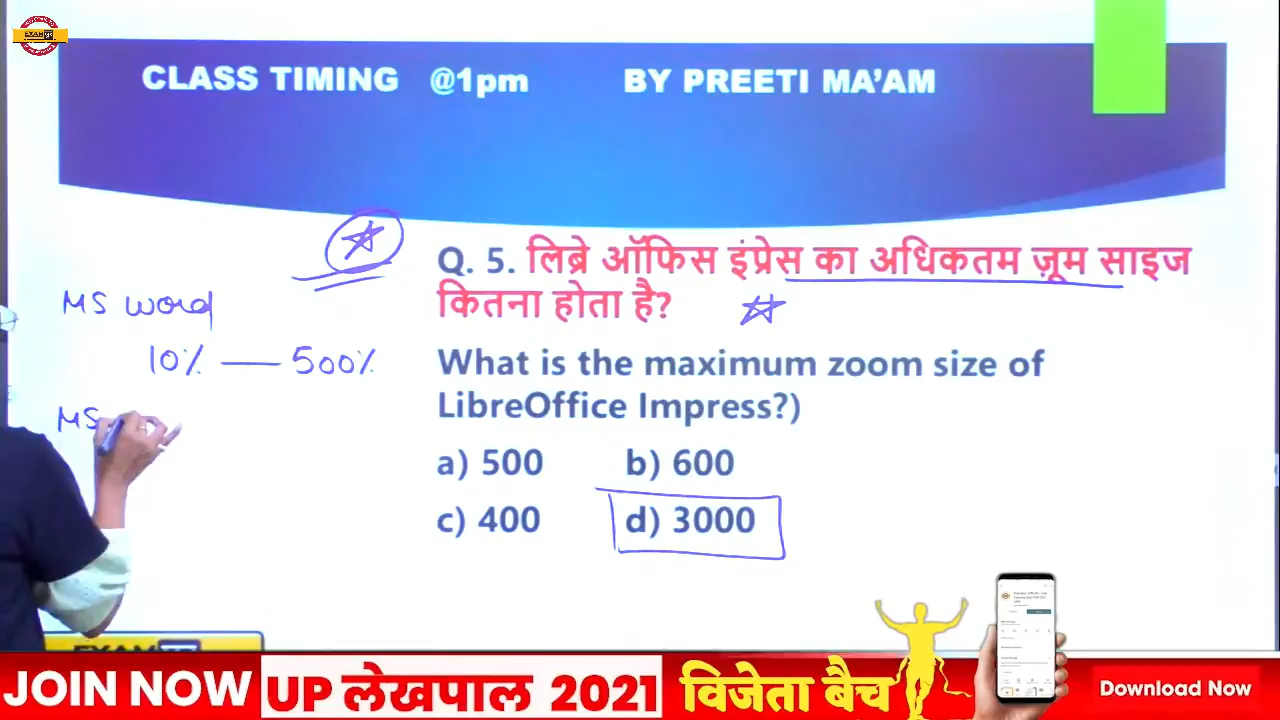 EXAM
CLASS TIMING @1pm BY PREETI MA'AM
Q. 5. लिब्रे ऑफिस इंप्रेस का अधिकतम ज़ूम साइज
कितना होता है?
MS word
10% — 500%
MS
What is the maximum zoom size of
LibreOffice Impress?)
a) 500 b) 600
c) 400 d) 3000
JOIN NOW UP लेखपाल 2021 विजेता बैच Download Now